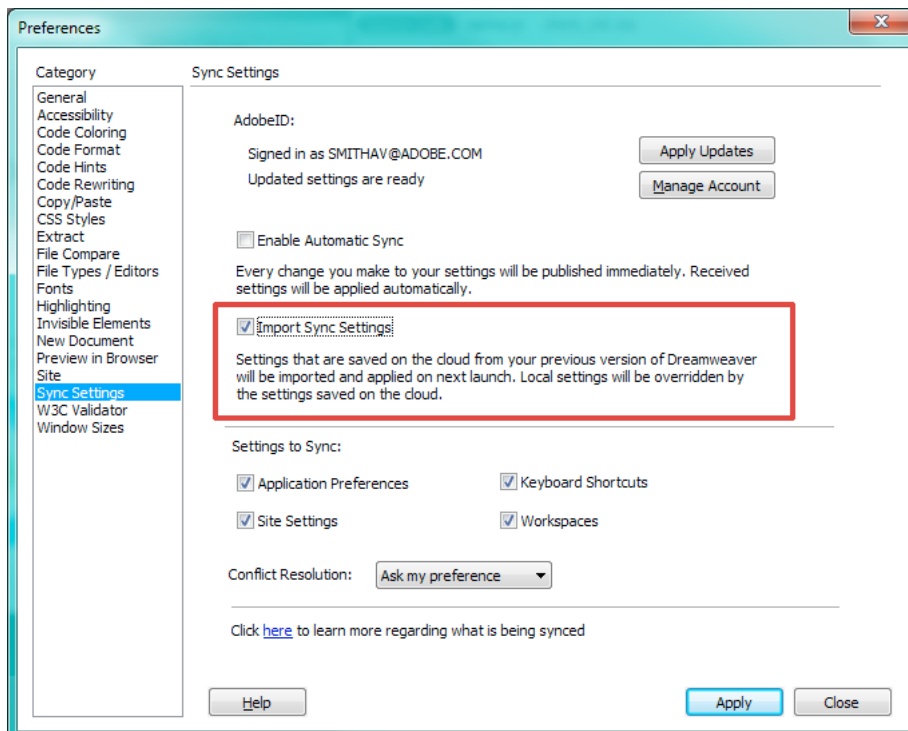 Preferences
Category
General
Accessibility
Code Coloring
Code Format
Code Hints
Code Rewriting
Copy/Paste
CSS Styles
Extract
File Compare
File Types / Editors
Fonts
Highlighting
Invisible Elements
New Document
Preview in Browser
Site
Sync Settings
W3C Validator
Window Sizes
Sync Settings
AdobeID:
Signed in as SMITHAV@ADOBE.COM
Apply Updates
Updated settings are ready
Manage Account
Enable Automatic Sync
Every change you make to your settings will be published immediately. Received
settings will be applied automatically.
Import Sync Settings
Settings that are saved on the cloud from your previous version of Dreamweaver
will be imported and applied on next launch. Local settings will be overridden by
the settings saved on the cloud.
Settings to Sync:
Application Preferences
Keyboard Shortcuts
Site Settings
Workspaces
Conflict Resolution:
Ask my preference
Click here to learn more regarding what is being synced
Help
Apply
Close